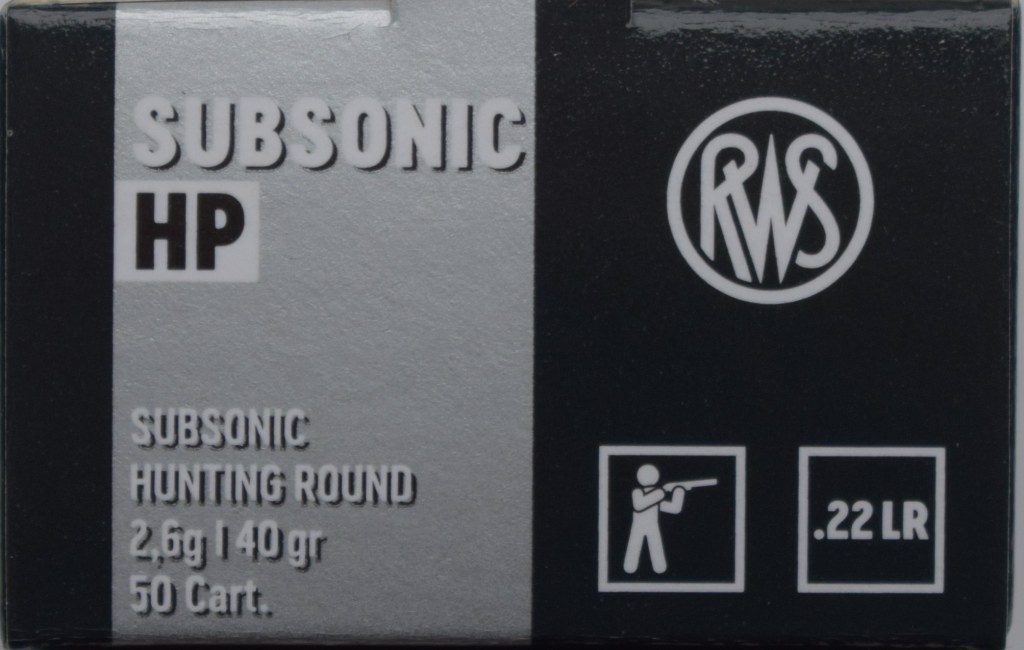 SUBSONIC
HP
RWS
SUBSONIC
HUNTING ROUND
2,6g | 40 gr
50 Cart.
.22 LR